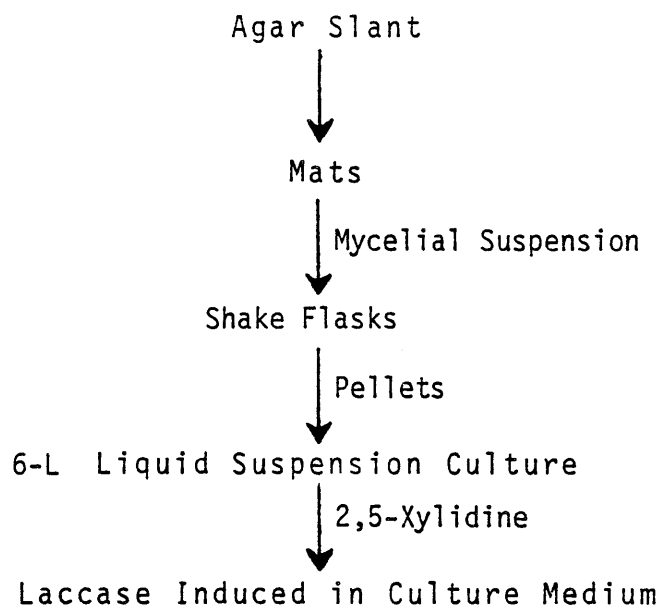 Agar Slant
Mats
Mycelial Suspension
Shake Flasks
Pellets
6-L Liquid Suspension Culture
2,5-Xylidine
Laccase Induced in Culture Medium